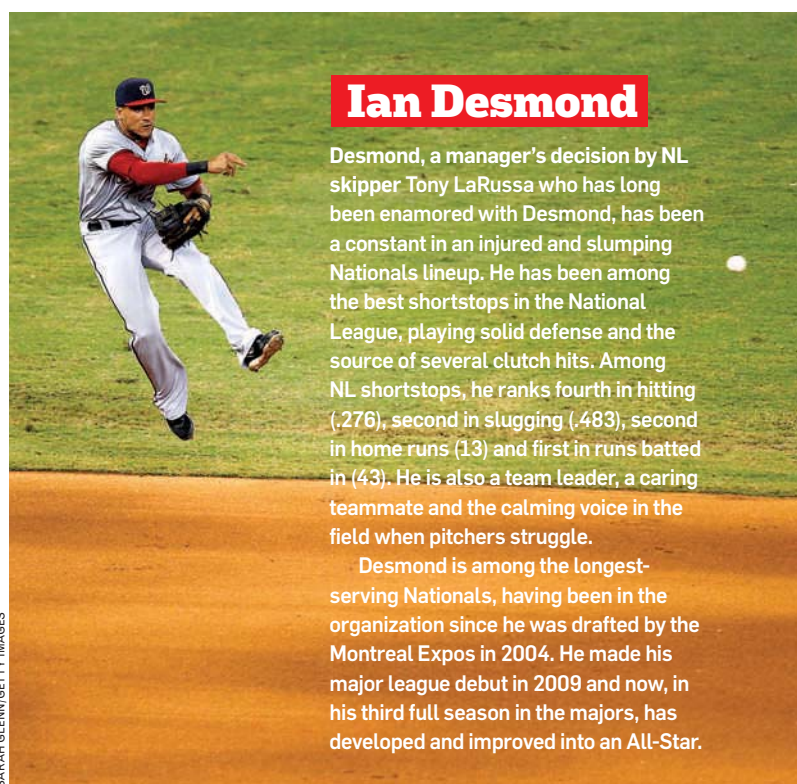 Ian Desmond
Desmond, a manager's decision by NL
skipper Tony LaRussa who has long
been enamored with Desmond, has been
a constant in an injured and slumping
Nationals lineup. He has been among
the best shortstops in the National
League, playing solid defense and the
source of several clutch hits. Among
NL shortstops, he ranks fourth in hitting
(.276), second in slugging (.483), second
in home runs (13) and first in runs batted
in (43). He is also a team leader, a caring
teammate and the calming voice in the
field when pitchers struggle.
Desmond is among the longest-
serving Nationals, having been in the
organization since he was drafted by the
Montreal Expos in 2004. He made his
major league debut in 2009 and now, in
his third full season in the majors, has
developed and improved into an All-Star.
SARAH GLENN/GETTY IMAGES
W